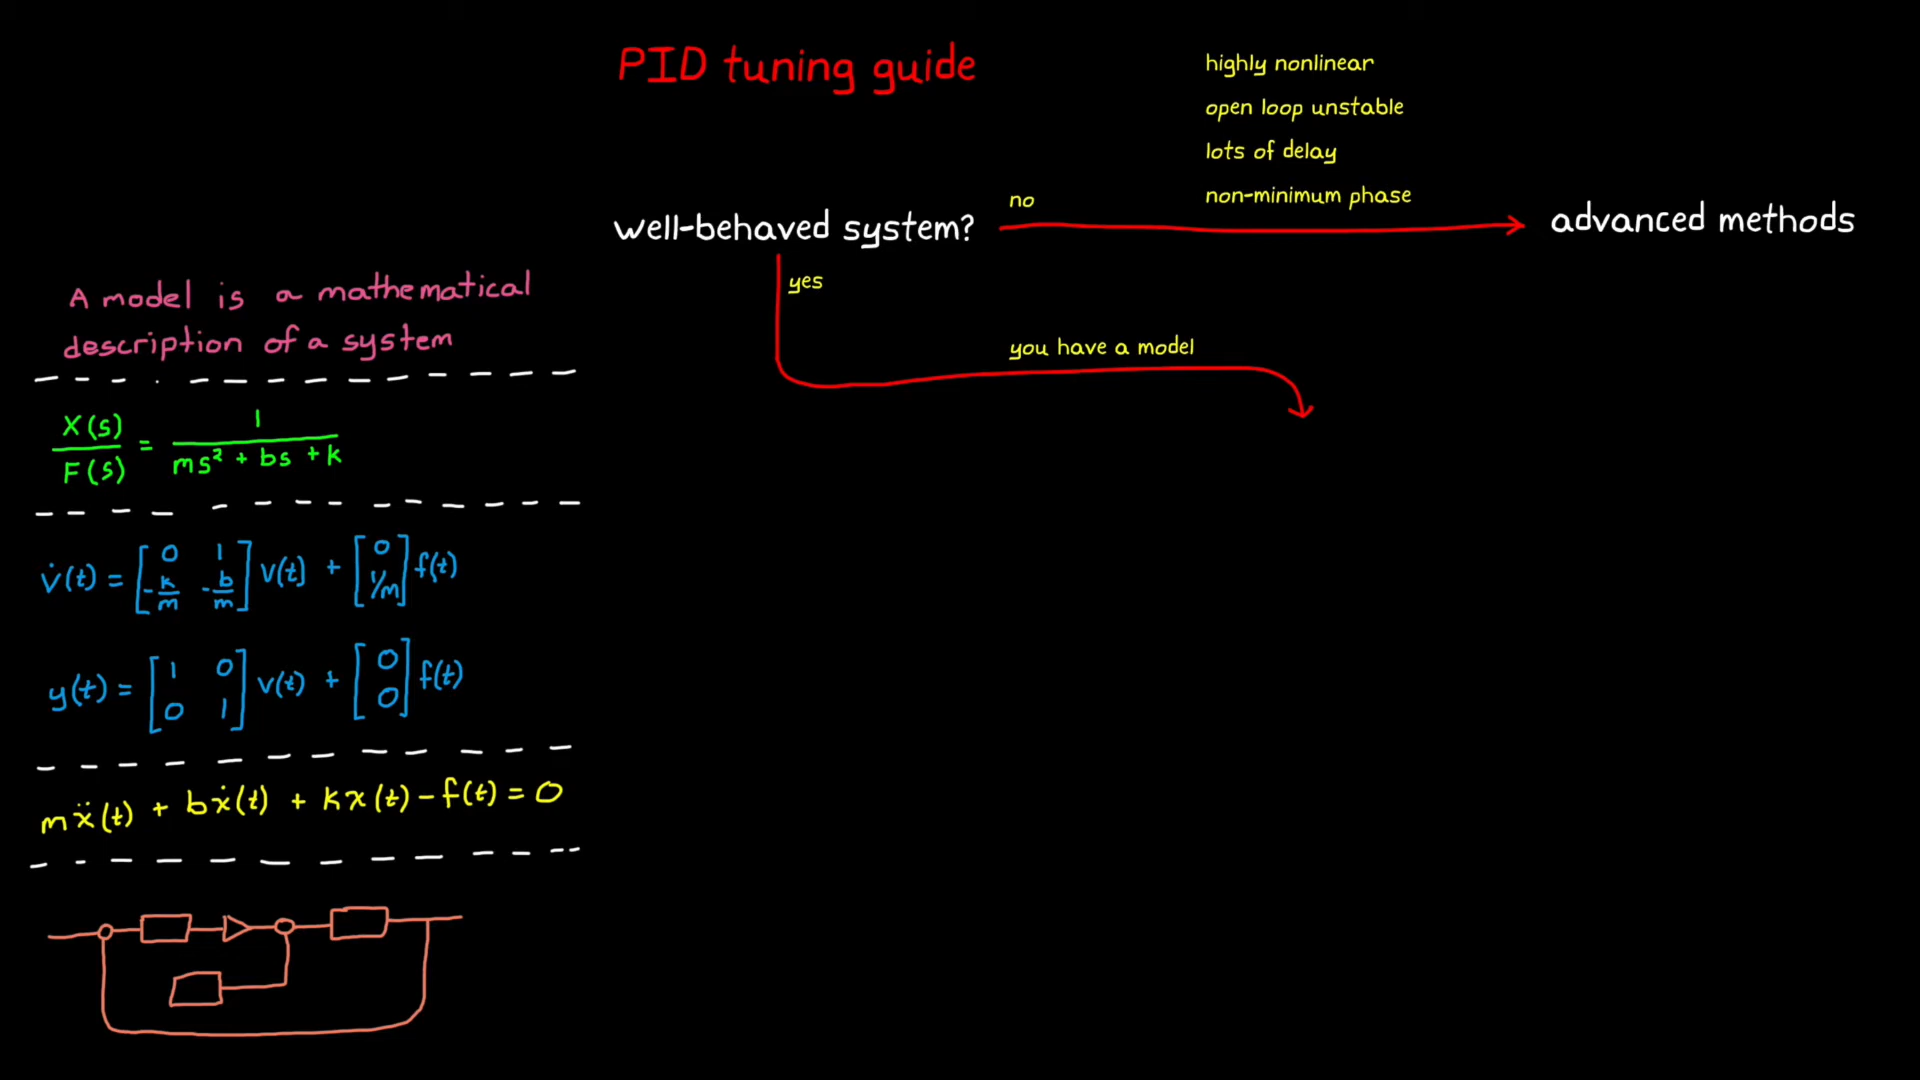 PID tuning guide
highly nonlinear
open loop unstable
lots of delay
non-minimum phase
well-behaved system?
no
advanced methods
yes
you have a model
A model is a mathematical
description of a system
X(s)/F(s) = 1/(ms² + bs + k)
v̇(t) = [0 1; -k/m -b/m] v(t) + [0; 1/m] f(t)
y(t) = [1 0; 0 1] v(t) + [0; 0] f(t)
mẍ(t) + bẋ(t) + kx(t) - f(t) = 0